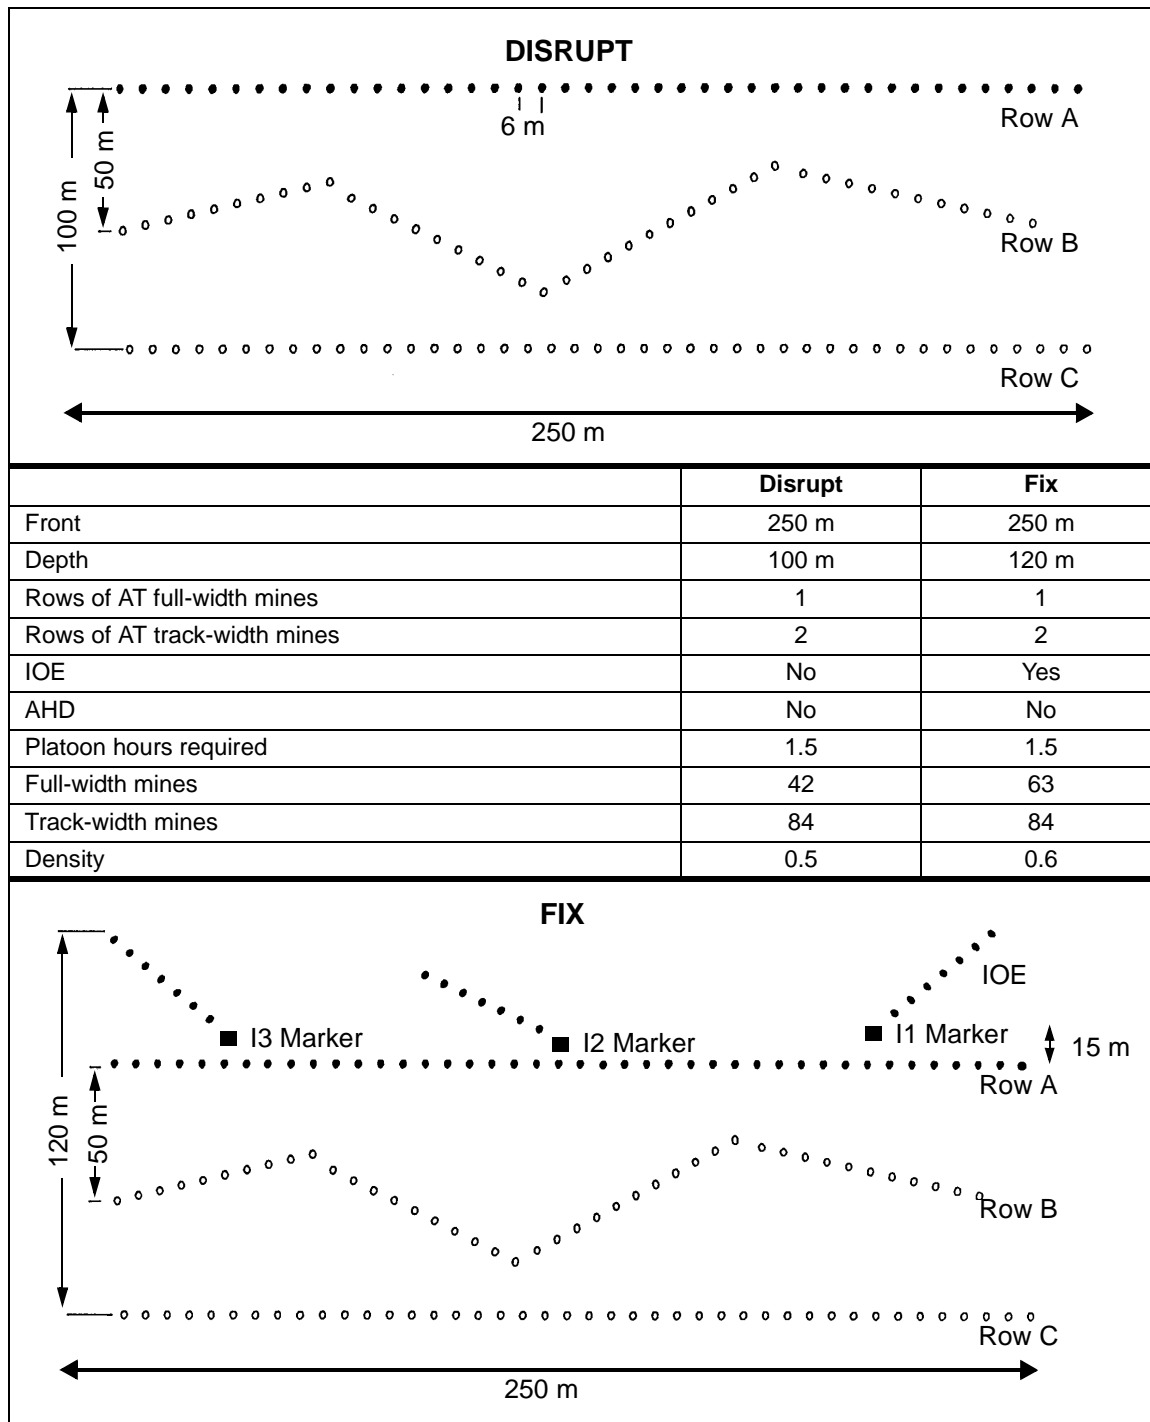 DISRUPT
6 m
Row A
50 m
100 m
Row B
Row C
250 m
Disrupt Fix
Front 250 m 250 m
Depth 100 m 120 m
Rows of AT full-width mines 1 1
Rows of AT track-width mines 2 2
IOE No Yes
AHD No No
Platoon hours required 1.5 1.5
Full-width mines 42 63
Track-width mines 84 84
Density 0.5 0.6
FIX
IOE
I3 Marker
I2 Marker
I1 Marker
15 m
Row A
120 m
50 m
Row B
Row C
250 m